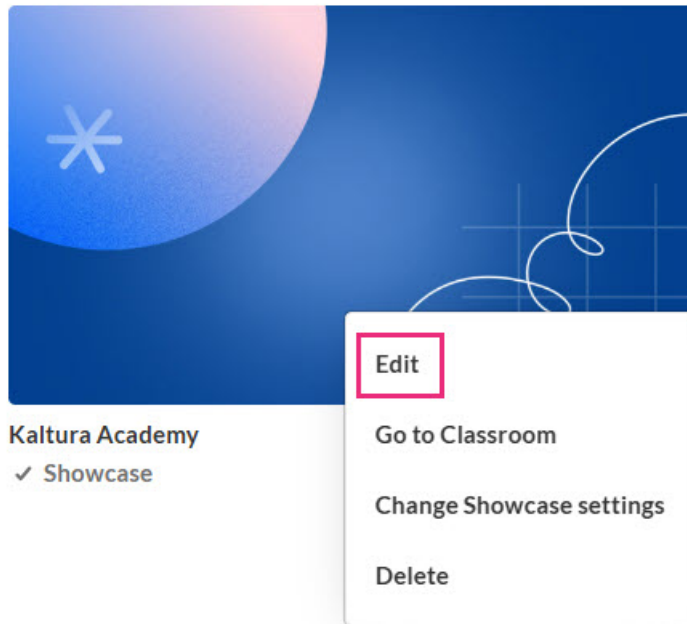 Kaltura Academy
✓ Showcase
Edit
Go to Classroom
Change Showcase settings
Delete